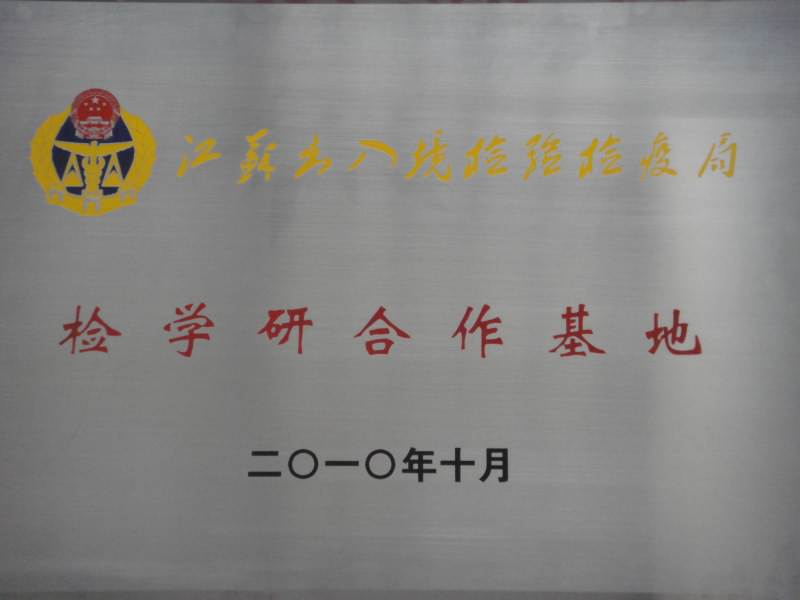 江苏出入境检验检疫局
检学研合作基地
二〇一〇年十月